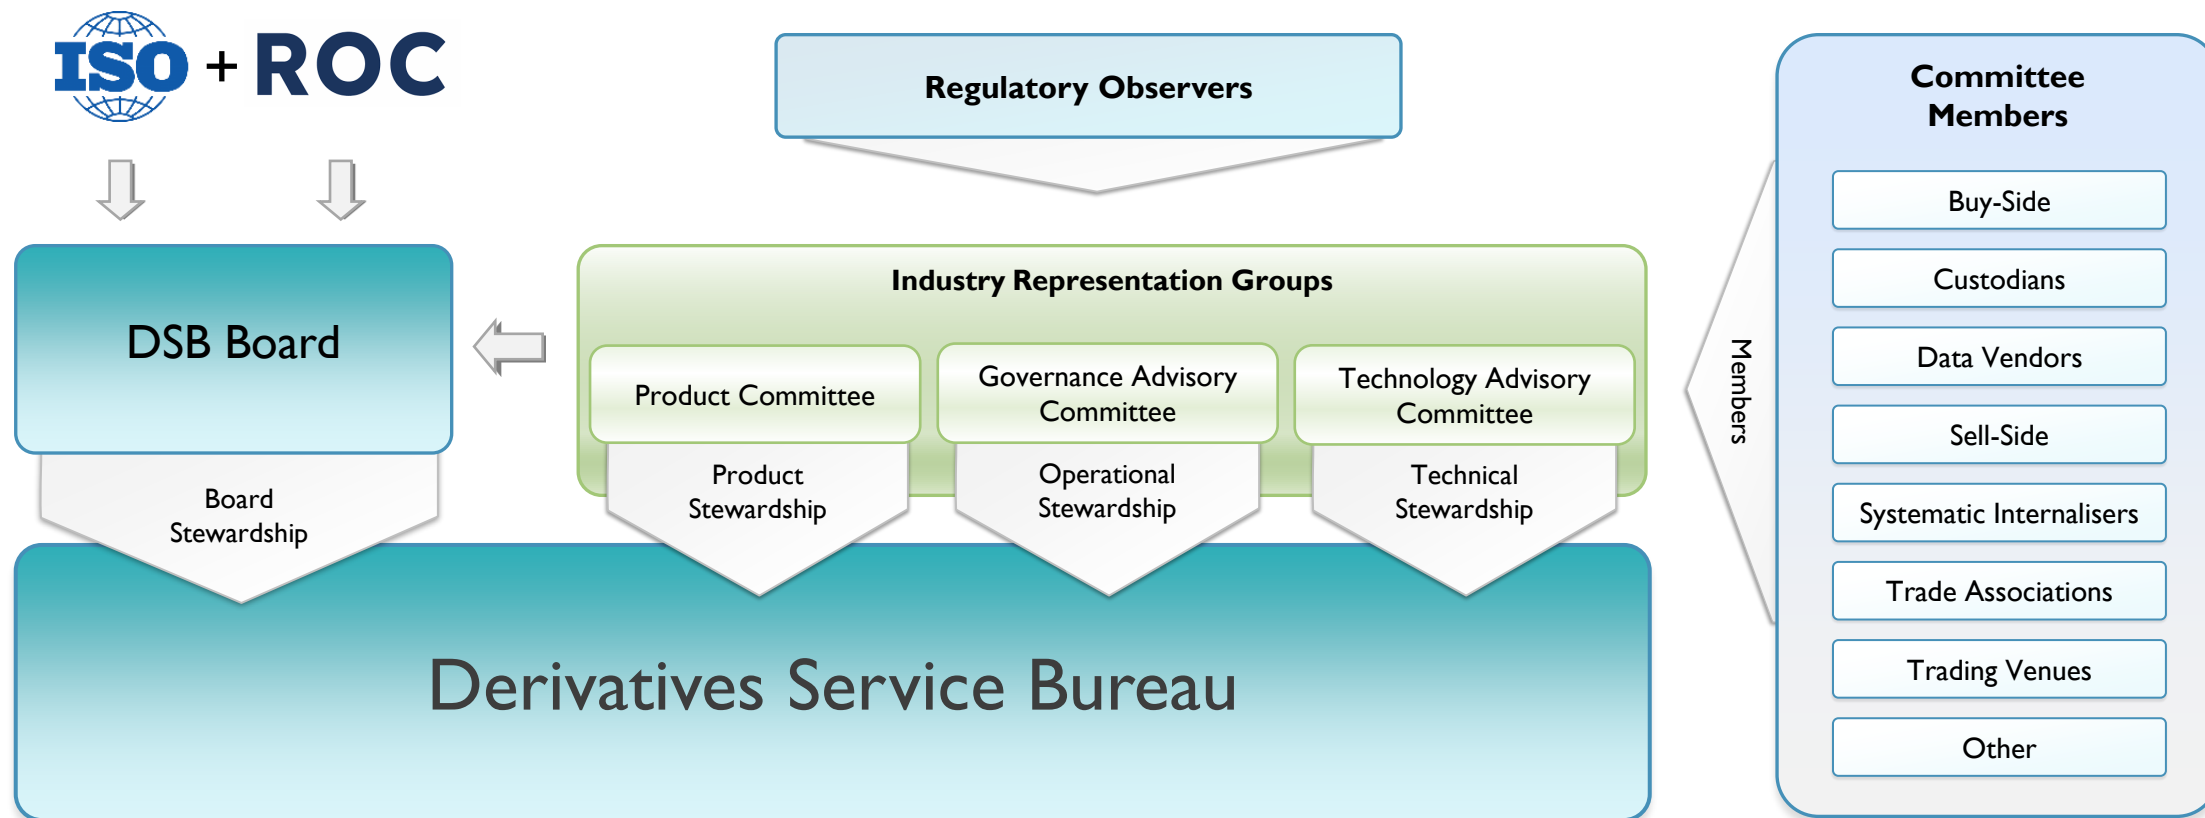 ISO + ROC
Regulatory Observers
Committee
Members
Buy-Side
Custodians
Data Vendors
Sell-Side
Systematic Internalisers
Trade Associations
Trading Venues
Other
Members
DSB Board
Industry Representation Groups
Product Committee
Governance Advisory
Committee
Technology Advisory
Committee
Board
Stewardship
Product
Stewardship
Operational
Stewardship
Technical
Stewardship
Derivatives Service Bureau